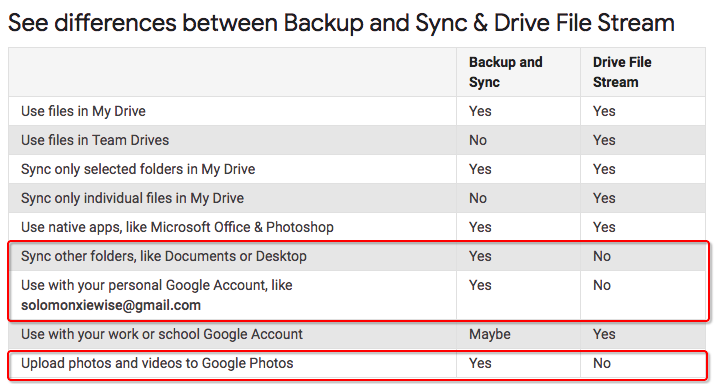 See differences between Backup and Sync & Drive File Stream
Backup and Sync Drive File Stream
Use files in My Drive Yes Yes
Use files in Team Drives No Yes
Sync only selected folders in My Drive Yes Yes
Sync only individual files in My Drive No Yes
Use native apps, like Microsoft Office & Photoshop Yes Yes
Sync other folders, like Documents or Desktop Yes No
Use with your personal Google Account, like Yes No
solomonxiewise@gmail.com
Use with your work or school Google Account Maybe Yes
Upload photos and videos to Google Photos Yes No